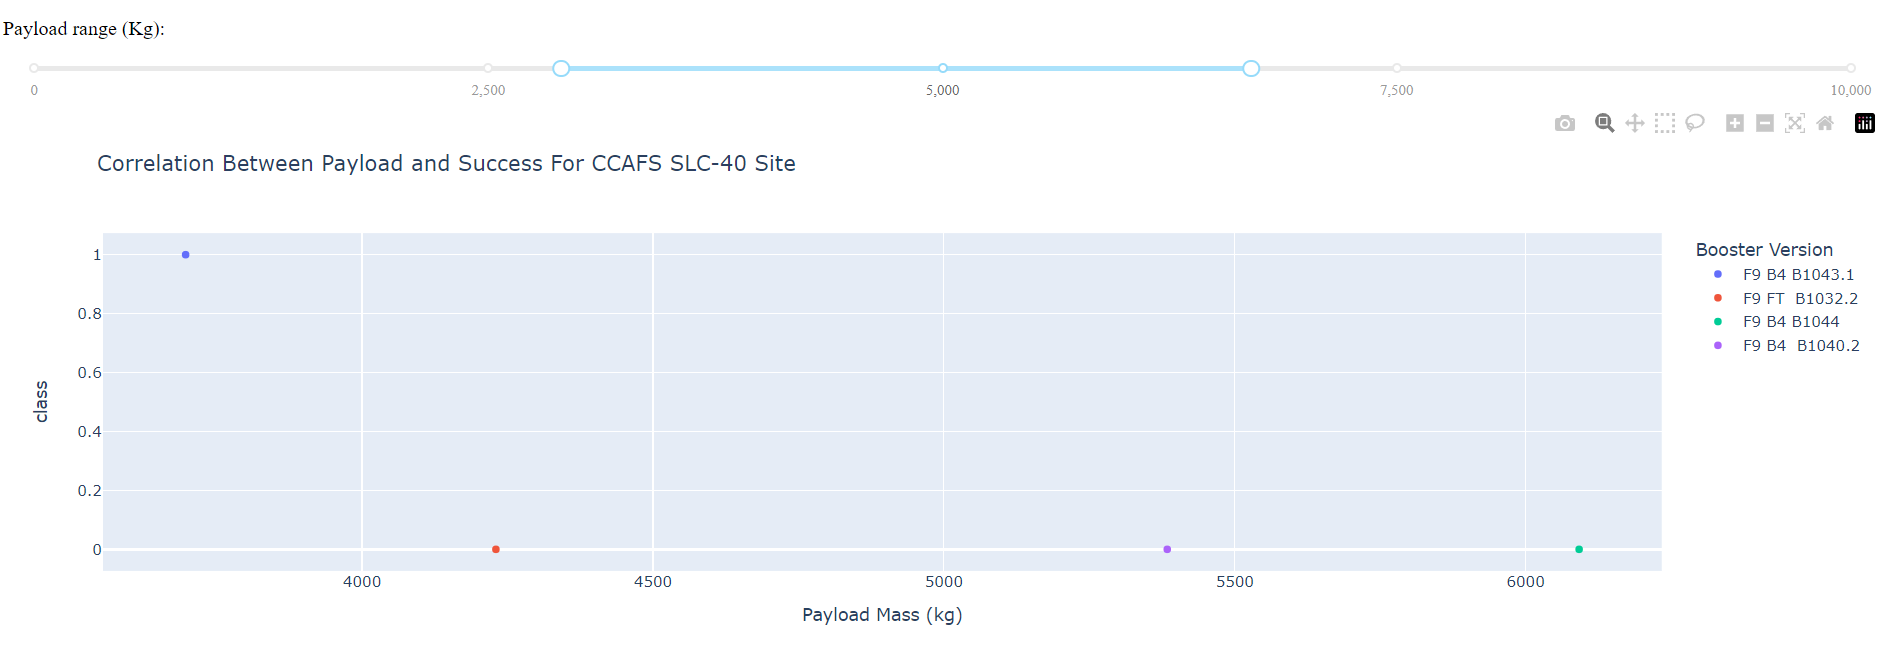 Payload range (Kg):
0 2,500 5,000 7,500 10,000
Correlation Between Payload and Success For CCAFS SLC-40 Site
1
0.8
0.6
0.4
0.2
0
class
4000 4500 5000 5500 6000
Payload Mass (kg)
Booster Version
F9 B4 B1043.1
F9 FT  B1032.2
F9 B4 B1044
F9 B4  B1040.2